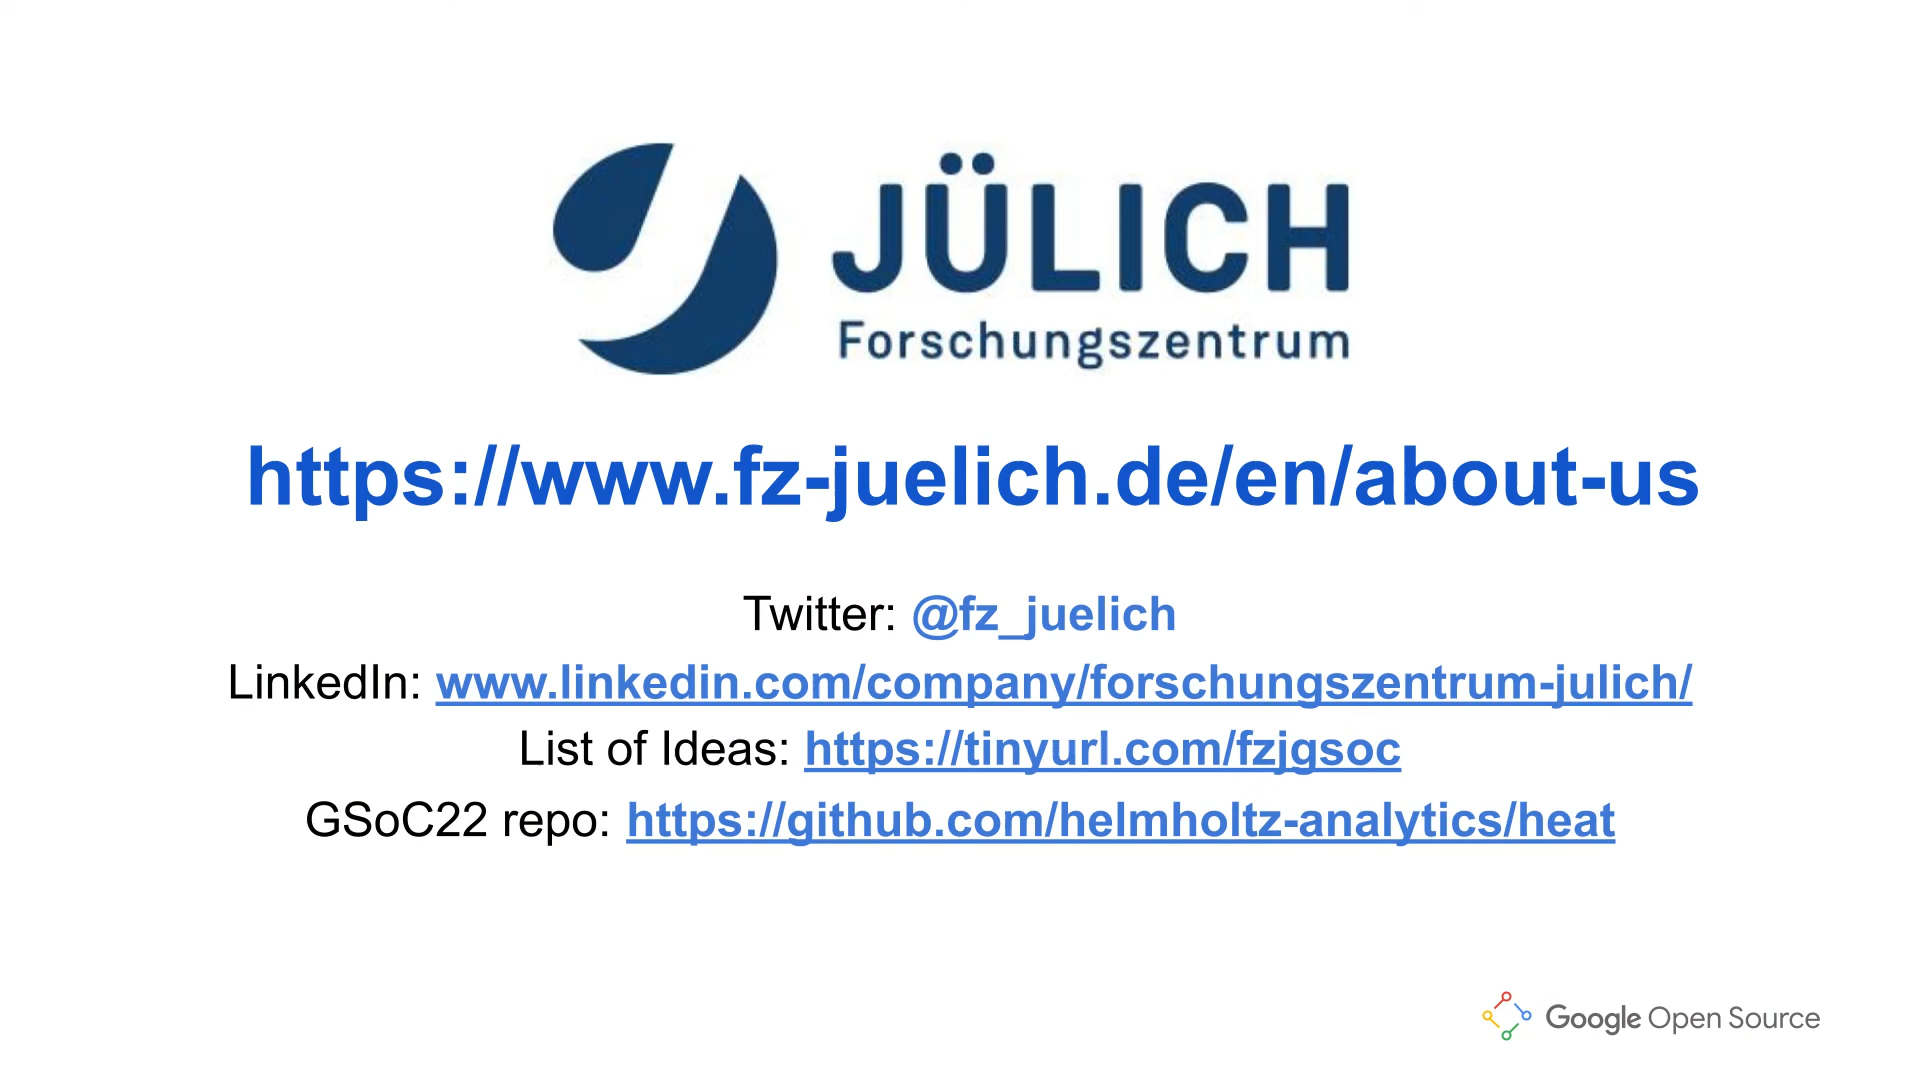 JÜLICH
Forschungszentrum
https://www.fz-juelich.de/en/about-us
Twitter: @fz_juelich
LinkedIn: www.linkedin.com/company/forschungszentrum-julich/
List of Ideas: https://tinyurl.com/fzjgsoc
GSoC22 repo: https://github.com/helmholtz-analytics/heat
Google Open Source